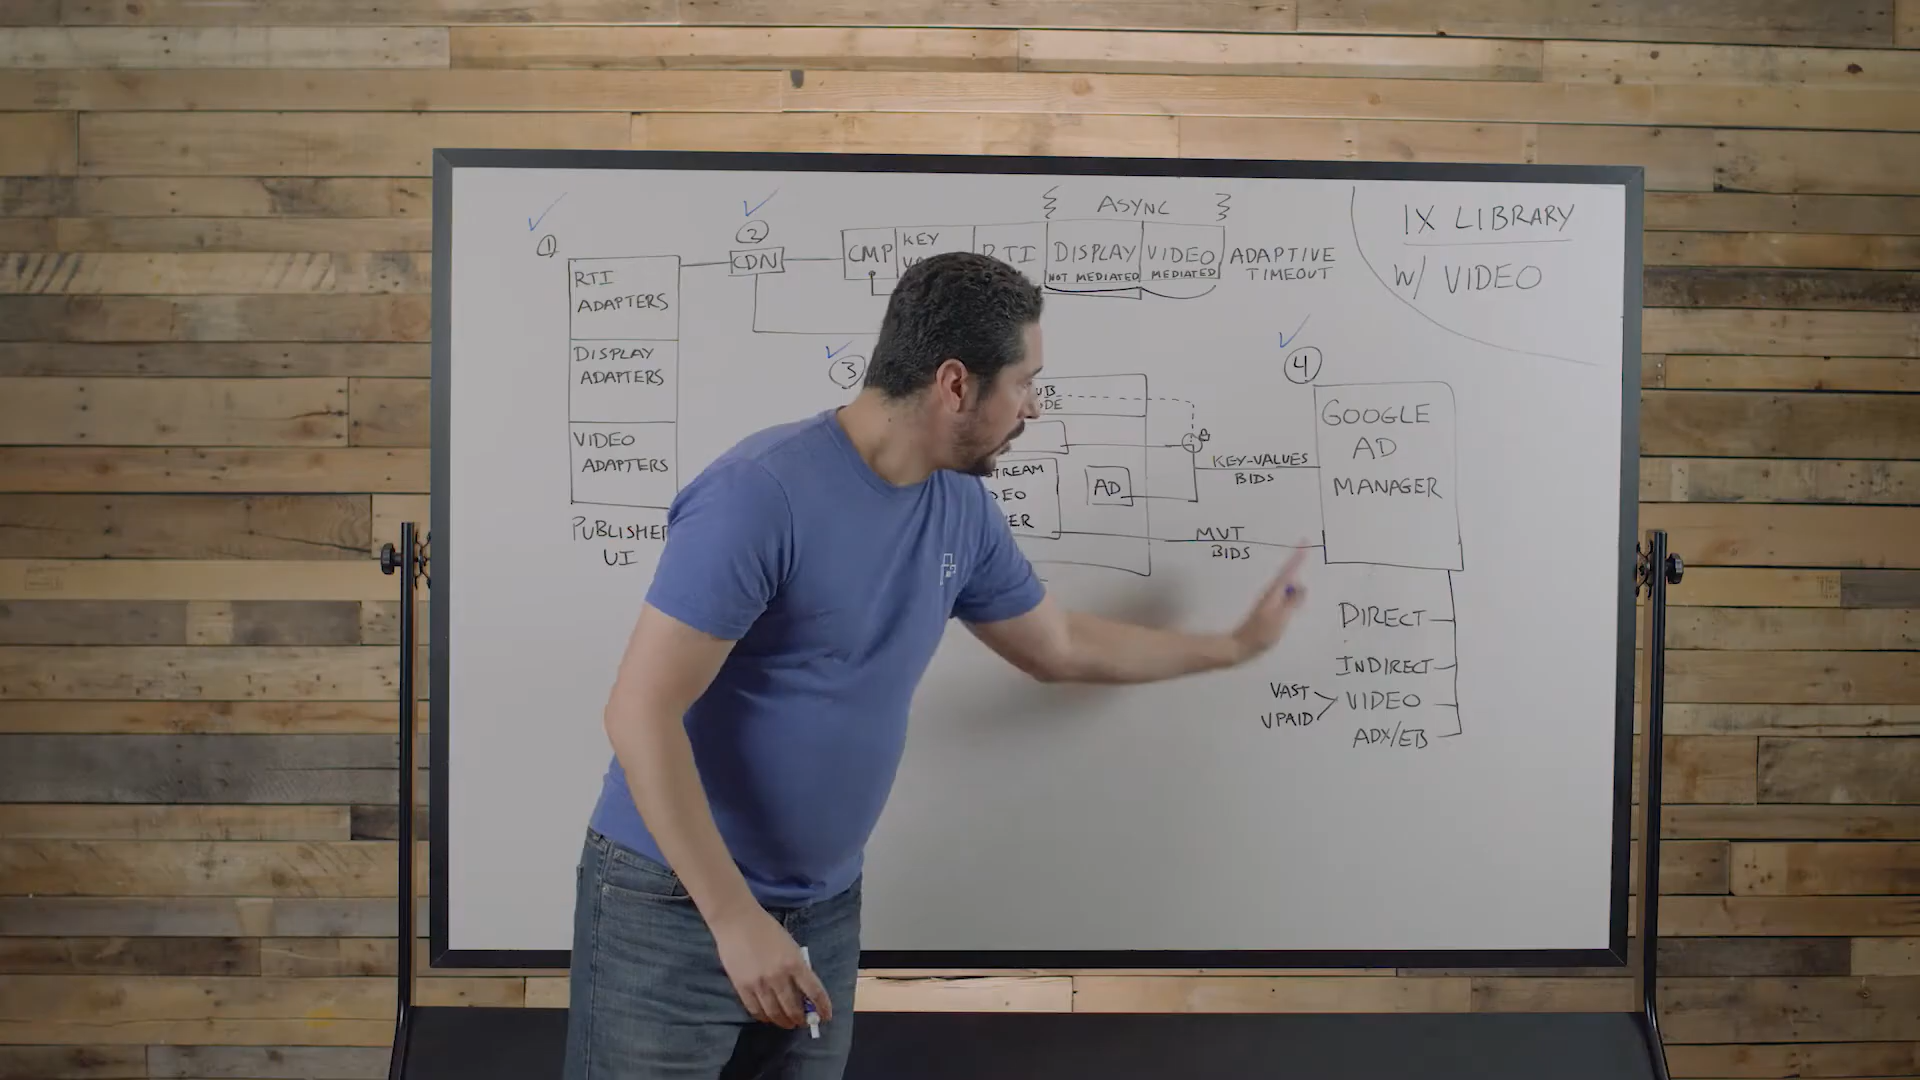 ASYNC
IX LIBRARY
W/ VIDEO
1
2
CDN
CMP
KEY
RTI
DISPLAY
NOT MEDIATED
VIDEO
MEDIATED
ADAPTIVE
TIMEOUT
RTI
ADAPTERS
DISPLAY
ADAPTERS
VIDEO
ADAPTERS
PUBLISHER
UI
3
AD
KEY-VALUES
BIDS
MVT
BIDS
4
GOOGLE
AD
MANAGER
DIRECT
INDIRECT
VAST
VPAID
VIDEO
ADX/EB